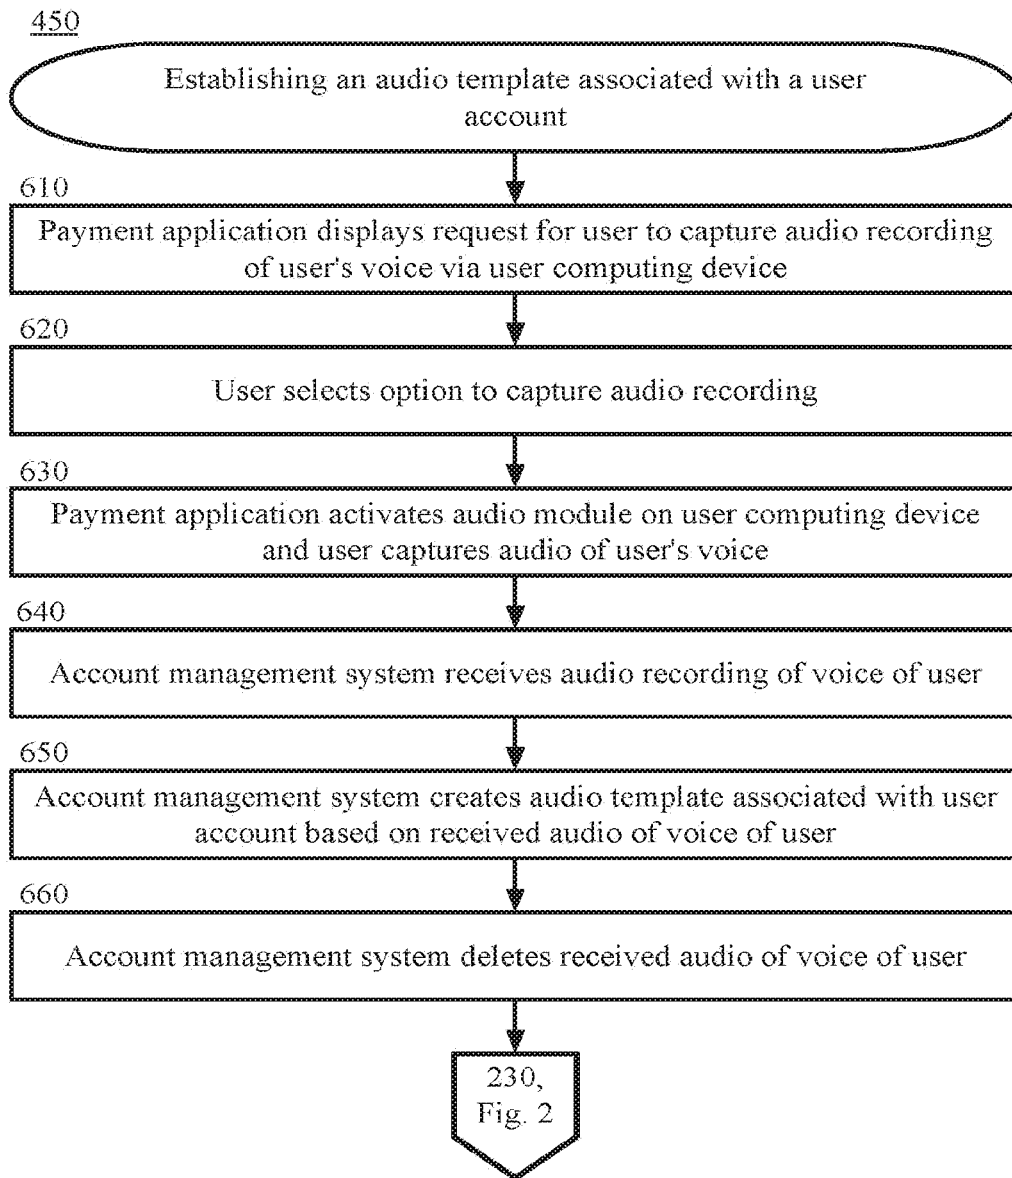 450
Establishing an audio template associated with a user
account
610
Payment application displays request for user to capture audio recording
of user's voice via user computing device
620
User selects option to capture audio recording
630
Payment application activates audio module on user computing device
and user captures audio of user's voice
640
Account management system receives audio recording of voice of user
650
Account management system creates audio template associated with user
account based on received audio of voice of user
660
Account management system deletes received audio of voice of user
230,
Fig. 2